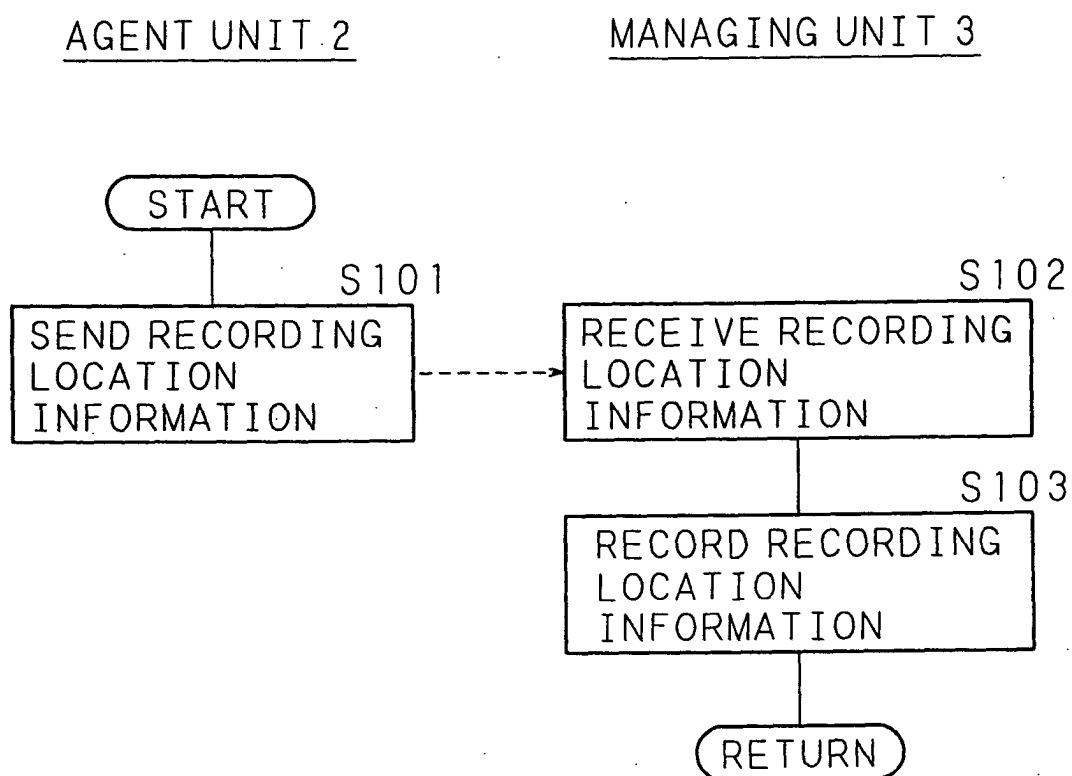 AGENT UNIT 2
MANAGING UNIT 3
START
S101
SEND RECORDING
LOCATION
INFORMATION
S102
RECEIVE RECORDING
LOCATION
INFORMATION
S103
RECORD RECORDING
LOCATION
INFORMATION
RETURN